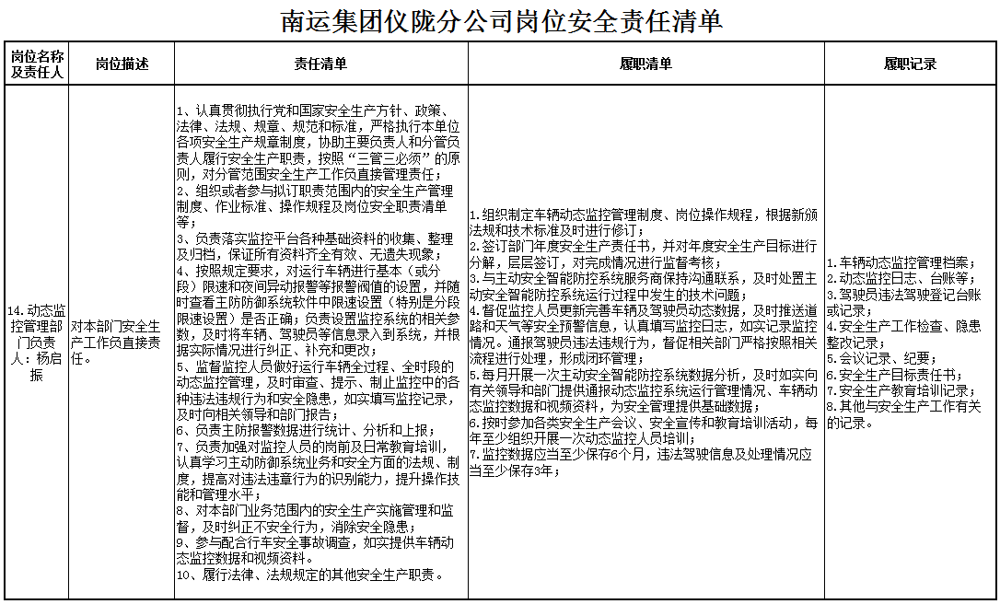 南运集团仪陇分公司岗位安全责任清单
岗位名称
及责任人
岗位描述
责任清单
履职清单
履职记录
14.动态监
控管理部
门负责
人：杨启
振
对本部门安全生
产工作负直接责
任。
1、认真贯彻执行党和国家安全生产方针、政策、
法律、法规、规章、规范和标准，严格执行本单位
各项安全生产规章制度，协助主要负责人和分管负
责人履行安全生产职责，按照“三管三必须”的原
则，对分管范围安全生产工作负直接管理责任；
2、组织或者参与拟订职责范围内的安全生产管理
制度、作业标准、操作规程及岗位安全职责清单
等；
3、负责落实监控平台各种基础资料的收集、整理
及归档，保证所有资料齐全有效、无遗失现象；
4、按照规定要求，对运行车辆进行基本（或分
段）限速和夜间异动报警等报警阀值的设置，并随
时查看主防防御系统软件中限速设置（特别是分段
限速设置）是否正确；负责设置监控系统的相关参
数，及时将车辆、驾驶员等信息录入到系统，并根
据实际情况进行纠正、补充和更改；
5、监督监控人员做好运行车辆全过程、全时段的
动态监控管理，及时审查、提示、制止监控中的各
种违法违规行为和安全隐患，如实填写监控记录，
及时向相关领导和部门报告；
6、负责主防报警数据进行统计、分析和上报；
7、负责加强对监控人员的岗前及日常教育培训，
认真学习主动防御系统业务和安全方面的法规、制
度，提高对违法违章行为的识别能力，提升操作技
能和管理水平；
8、对本部门业务范围内的安全生产实施管理和监
督，及时纠正不安全行为，消除安全隐患；
9、参与配合行车安全事故调查，如实提供车辆动
态监控数据和视频资料。
10、履行法律、法规规定的其他安全生产职责。
1.组织制定车辆动态监控管理制度、岗位操作规程，根据新颁
法规和技术标准及时进行修订；
2.签订部门年度安全生产责任书，并对年度安全生产目标进行
分解，层层签订，对完成情况进行监督考核；
3.与主动安全智能防控系统服务商保持沟通联系，及时处置主
动安全智能防控系统运行过程中发生的技术问题；
4.督促监控人员更新完善车辆及驾驶员动态数据，及时推送道
路和天气等安全预警信息，认真填写监控日志，如实记录监控
情况。通报驾驶员违法违规行为，督促相关部门严格按照相关
流程进行处理，形成闭环管理；
5.每月开展一次主动安全智能防控系统数据分析，及时如实向
有关领导和部门提供通报动态监控系统运行管理情况、车辆动
态监控数据和视频资料，为安全管理提供基础数据；
6.按时参加各类安全生产会议、安全宣传和教育培训活动，每
年至少组织开展一次动态监控人员培训；
7.监控数据应当至少保存6个月，违法驾驶信息及处理情况应
当至少保存3年；
1.车辆动态监控管理档案；
2.动态监控日志、台账等；
3.驾驶员违法驾驶登记台账
或记录；
4.安全生产工作检查、隐患
整改记录；
5.会议记录、纪要；
6.安全生产目标责任书；
7.安全生产教育培训记录；
8.其他与安全生产工作有关
的记录。